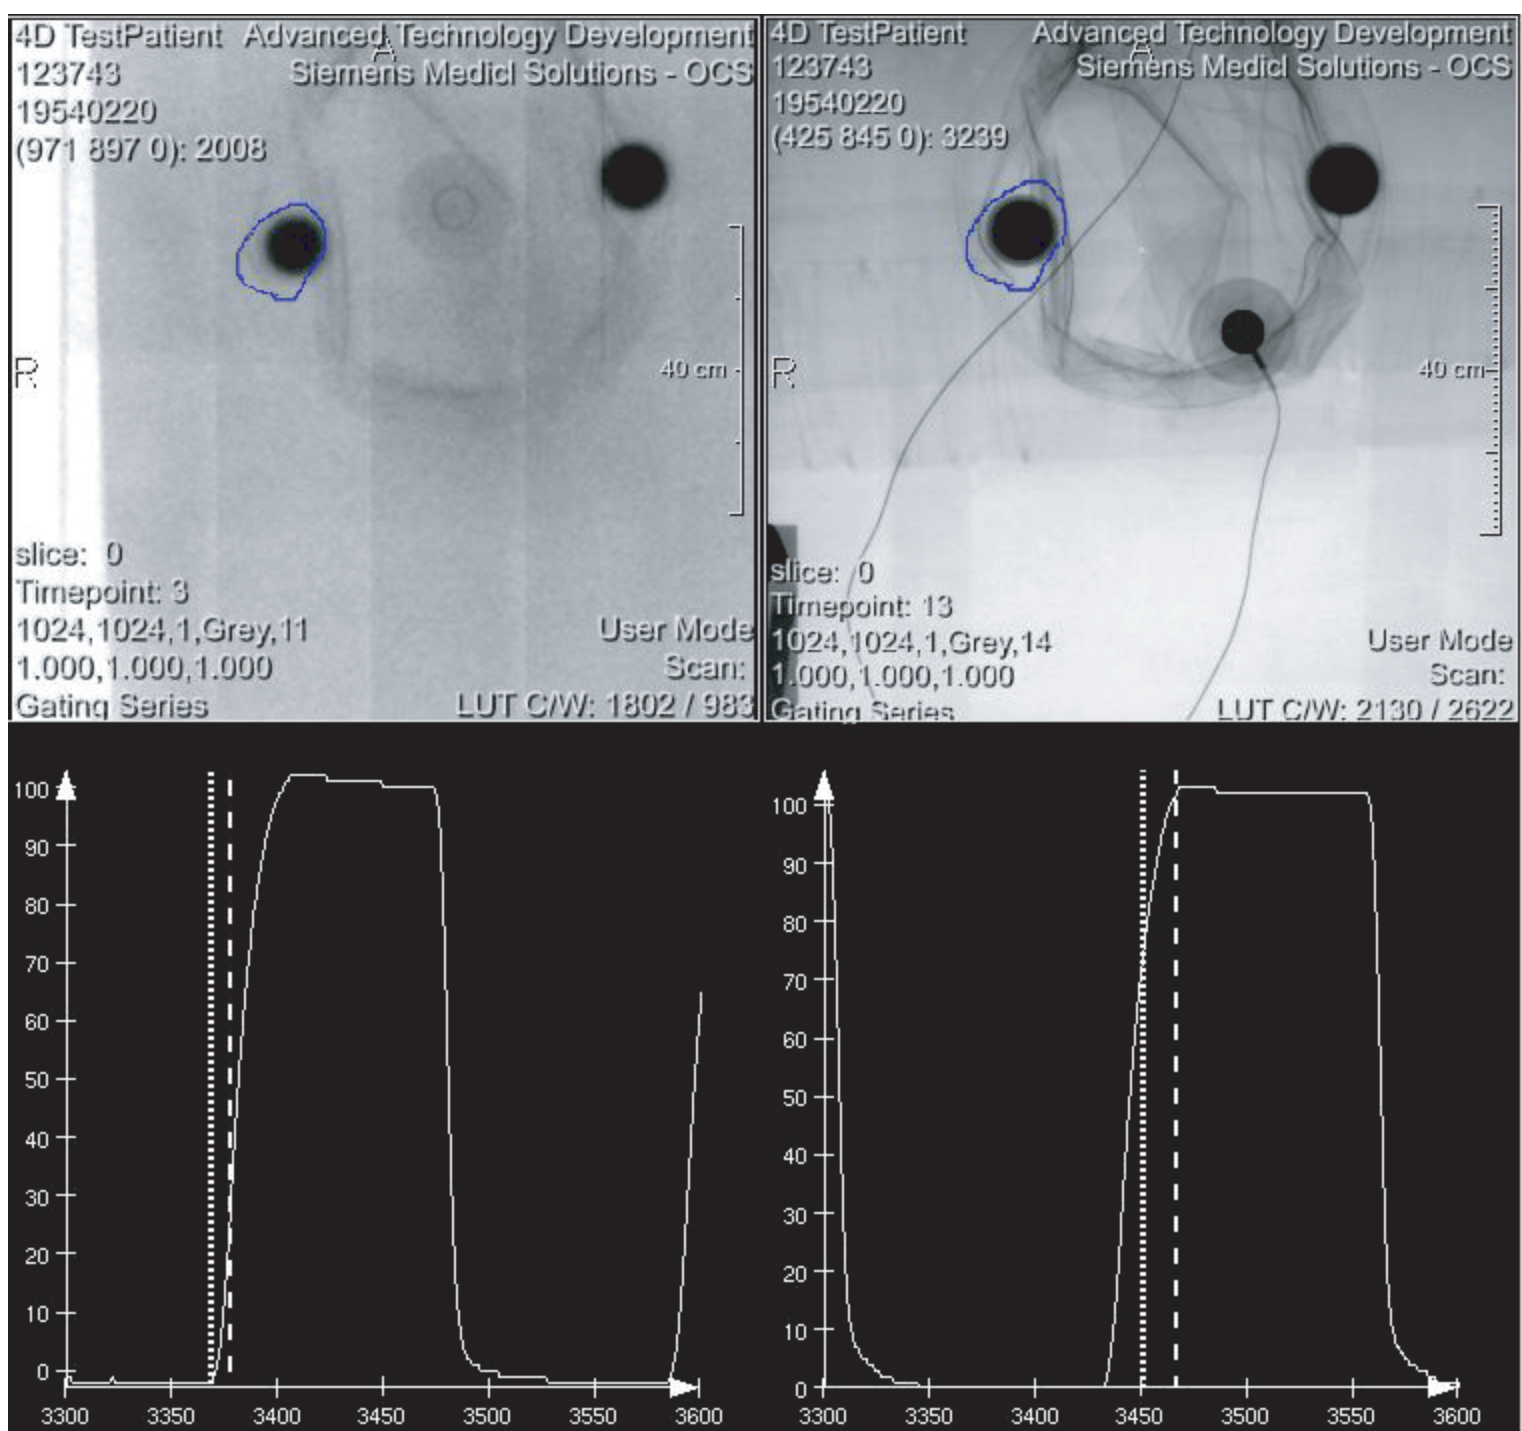 4D TestPatient Advanced Technology Development
123743 A Siemens Medicl Solutions - OCS
19540220
(971 897 0): 2008
R
40 cm
slice: 0
Timepoint: 3
1024,1024,1,Grey,11 User Mode
1.000,1.000,1.000 Scan:
Gating Series LUT C/W: 1802 / 983
4D TestPatient Advanced Technology Development
123743 A Siemens Medicl Solutions - OCS
19540220
(425 845 0): 3239
R
40 cm
slice: 0
Timepoint: 13
1024,1024,1,Grey,14 User Mode
1.000,1.000,1.000 Scan:
Gating Series LUT C/W: 2130 / 2622
100
90
80
70
60
50
40
30
20
10
0
3300 3350 3400 3450 3500 3550 3600
100
90
80
70
60
50
40
30
20
10
0
3300 3350 3400 3450 3500 3550 3600